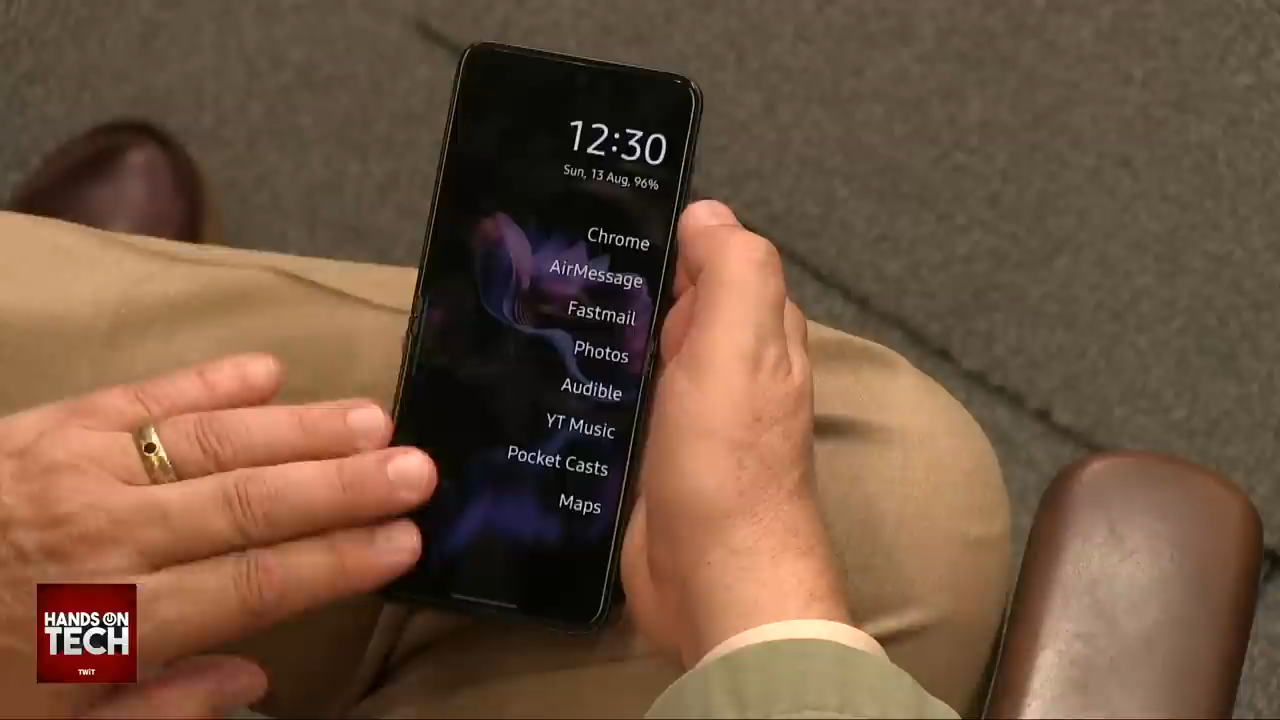 12:30
Sun, 13 Aug, 96%
Chrome
AirMessage
Fastmail
Photos
Audible
YT Music
Pocket Casts
Maps
HANDS ON
TECH
TWiT